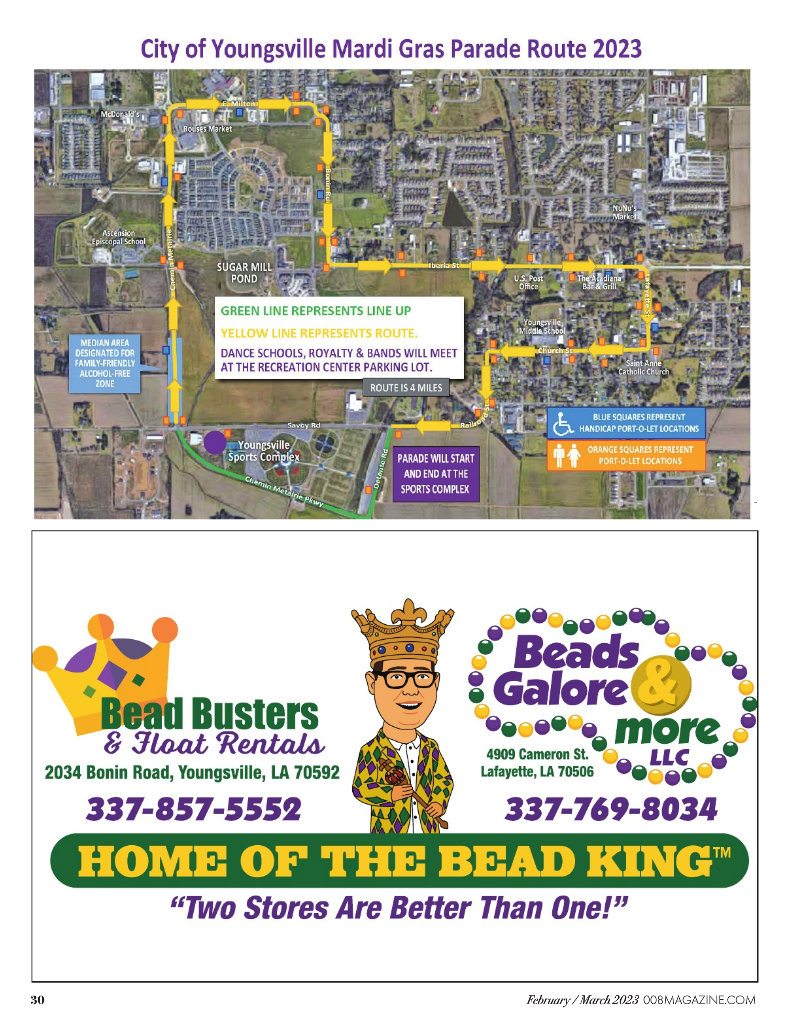 City of Youngsville Mardi Gras Parade Route 2023
McDonald's
E. Milton
Rouses Market
Bonin Rd
NuNu's
Market
Ascension
Episcopal School
Chemin Metairie
SUGAR MILL
POND
Iberia St
U.S. Post
Office
The Acadiana
Bar & Grill
Lafayette St
GREEN LINE REPRESENTS LINE UP
YELLOW LINE REPRESENTS ROUTE.
DANCE SCHOOLS, ROYALTY & BANDS WILL MEET
AT THE RECREATION CENTER PARKING LOT.
ROUTE IS 4 MILES
Youngsville
Middle School
Church St
Saint Anne
Catholic Church
MEDIAN AREA
DESIGNATED FOR
FAMILY-FRIENDLY
ALCOHOL-FREE
ZONE
Railroad St
Savoy Rd
Youngsville
Sports Complex
Chemin Metairie Pkwy
Detente Rd
PARADE WILL START
AND END AT THE
SPORTS COMPLEX
BLUE SQUARES REPRESENT
HANDICAP PORT-O-LET LOCATIONS
ORANGE SQUARES REPRESENT
PORT-O-LET LOCATIONS
Bead Busters
& Float Rentals
2034 Bonin Road, Youngsville, LA 70592
337-857-5552
Beads
Galore &
more
LLC
4909 Cameron St.
Lafayette, LA 70506
337-769-8034
HOME OF THE BEAD KING™
"Two Stores Are Better Than One!"
30
February / March 2023 008MAGAZINE.COM